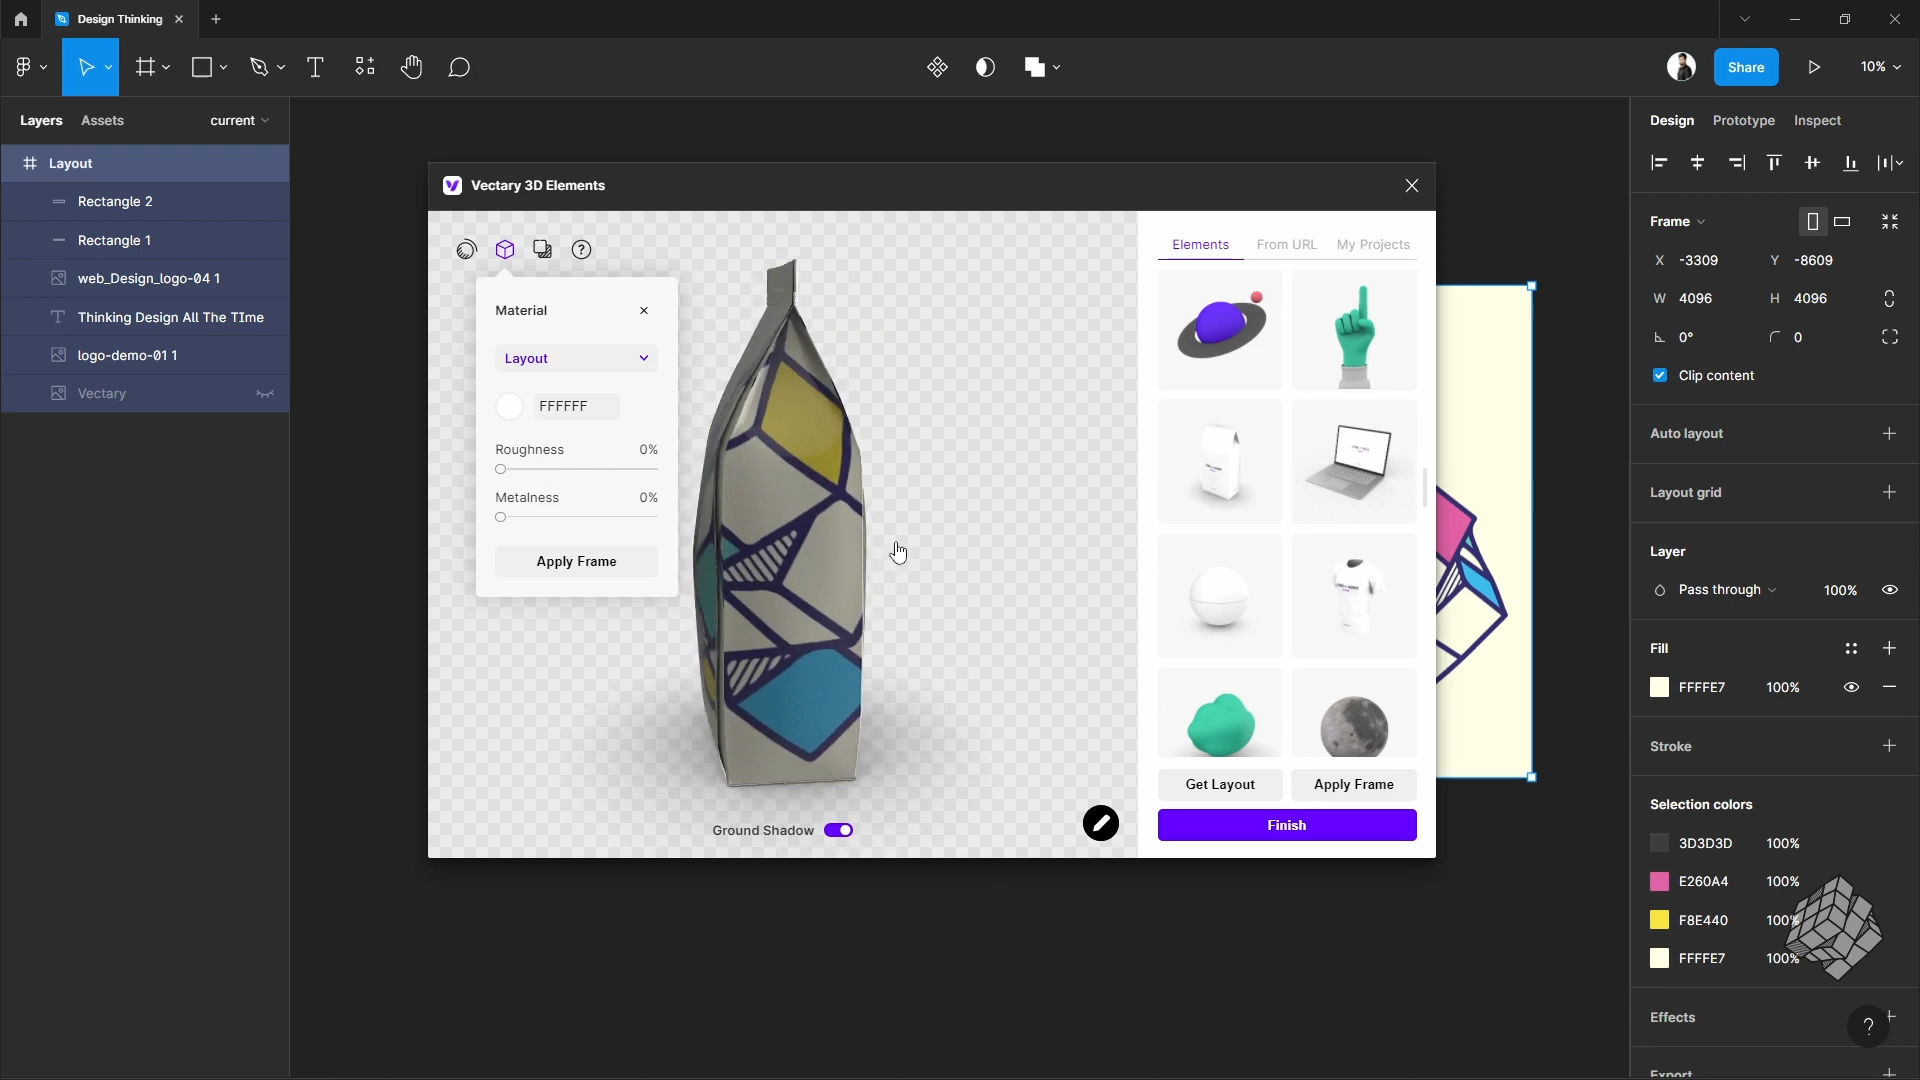 Design Thinking
Share
10%
Layers
Assets
current
Layout
Rectangle 2
Rectangle 1
web_Design_logo-04 1
Thinking Design All The TIme
logo-demo-01 1
Vectary
Vectary 3D Elements
Material
Layout
FFFFFF
Roughness 0%
Metalness 0%
Apply Frame
Ground Shadow
Elements
From URL
My Projects
Get Layout
Apply Frame
Finish
Design
Prototype
Inspect
Frame
X -3309
Y -8609
W 4096
H 4096
0°
0
Clip content
Auto layout
Layout grid
Layer
Pass through
100%
Fill
FFFFE7 100%
Stroke
Selection colors
3D3D3D 100%
E260A4 100%
F8E440 100%
FFFFE7 100%
Effects
?
Export